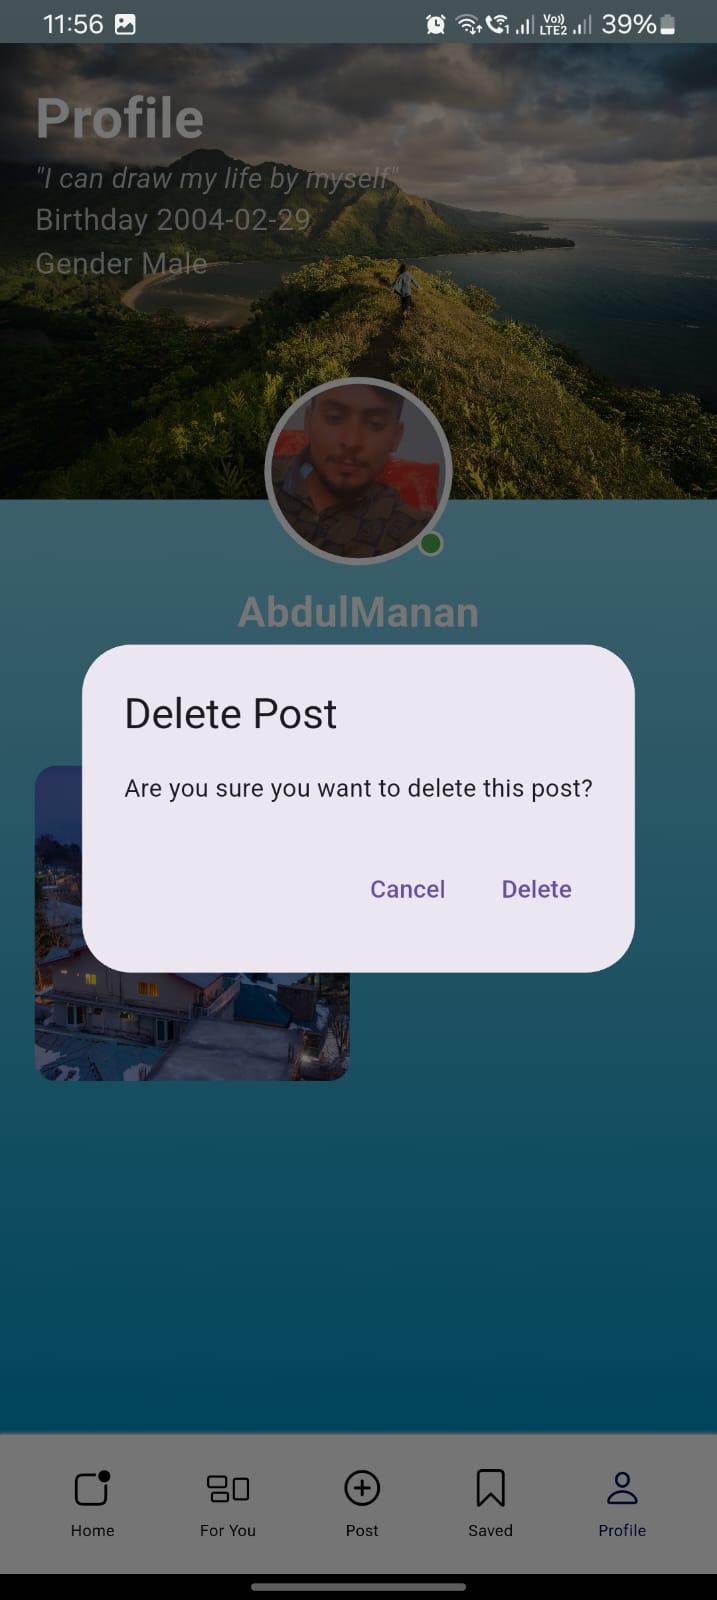 11:56 Vo)) LTE2 39%
Profile
"I can draw my life by myself"
Birthday 2004-02-29
Gender Male
AbdulManan
Delete Post
Are you sure you want to delete this post?
Cancel Delete
Home For You Post Saved Profile